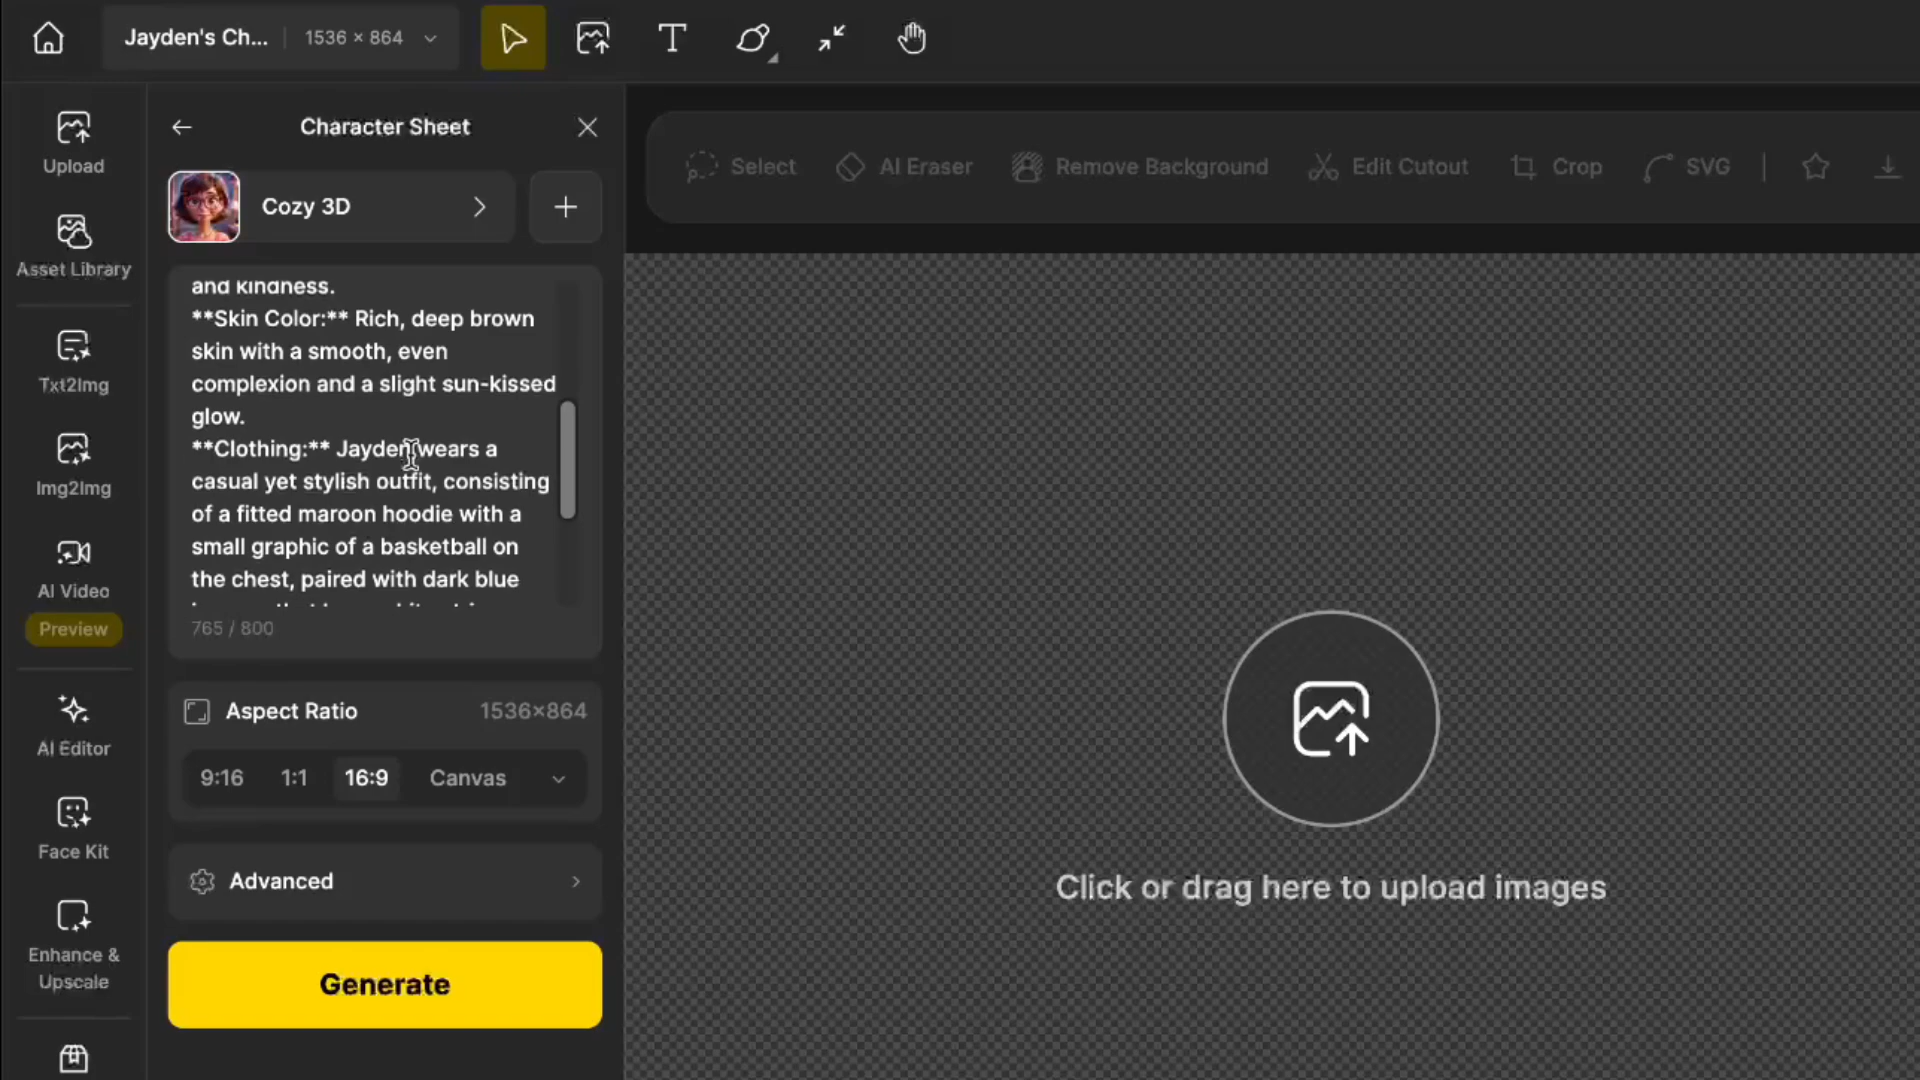 Jayden's Ch...
1536 × 864
Upload
Asset Library
Txt2Img
Img2Img
AI Video
Preview
AI Editor
Face Kit
Enhance &
Upscale
Character Sheet
Cozy 3D
and kindness.
**Skin Color:** Rich, deep brown
skin with a smooth, even
complexion and a slight sun-kissed
glow.
**Clothing:** Jayden wears a
casual yet stylish outfit, consisting
of a fitted maroon hoodie with a
small graphic of a basketball on
the chest, paired with dark blue
765 / 800
Aspect Ratio
1536×864
9:16
1:1
16:9
Canvas
Advanced
Generate
Select
AI Eraser
Remove Background
Edit Cutout
Crop
SVG
Click or drag here to upload images